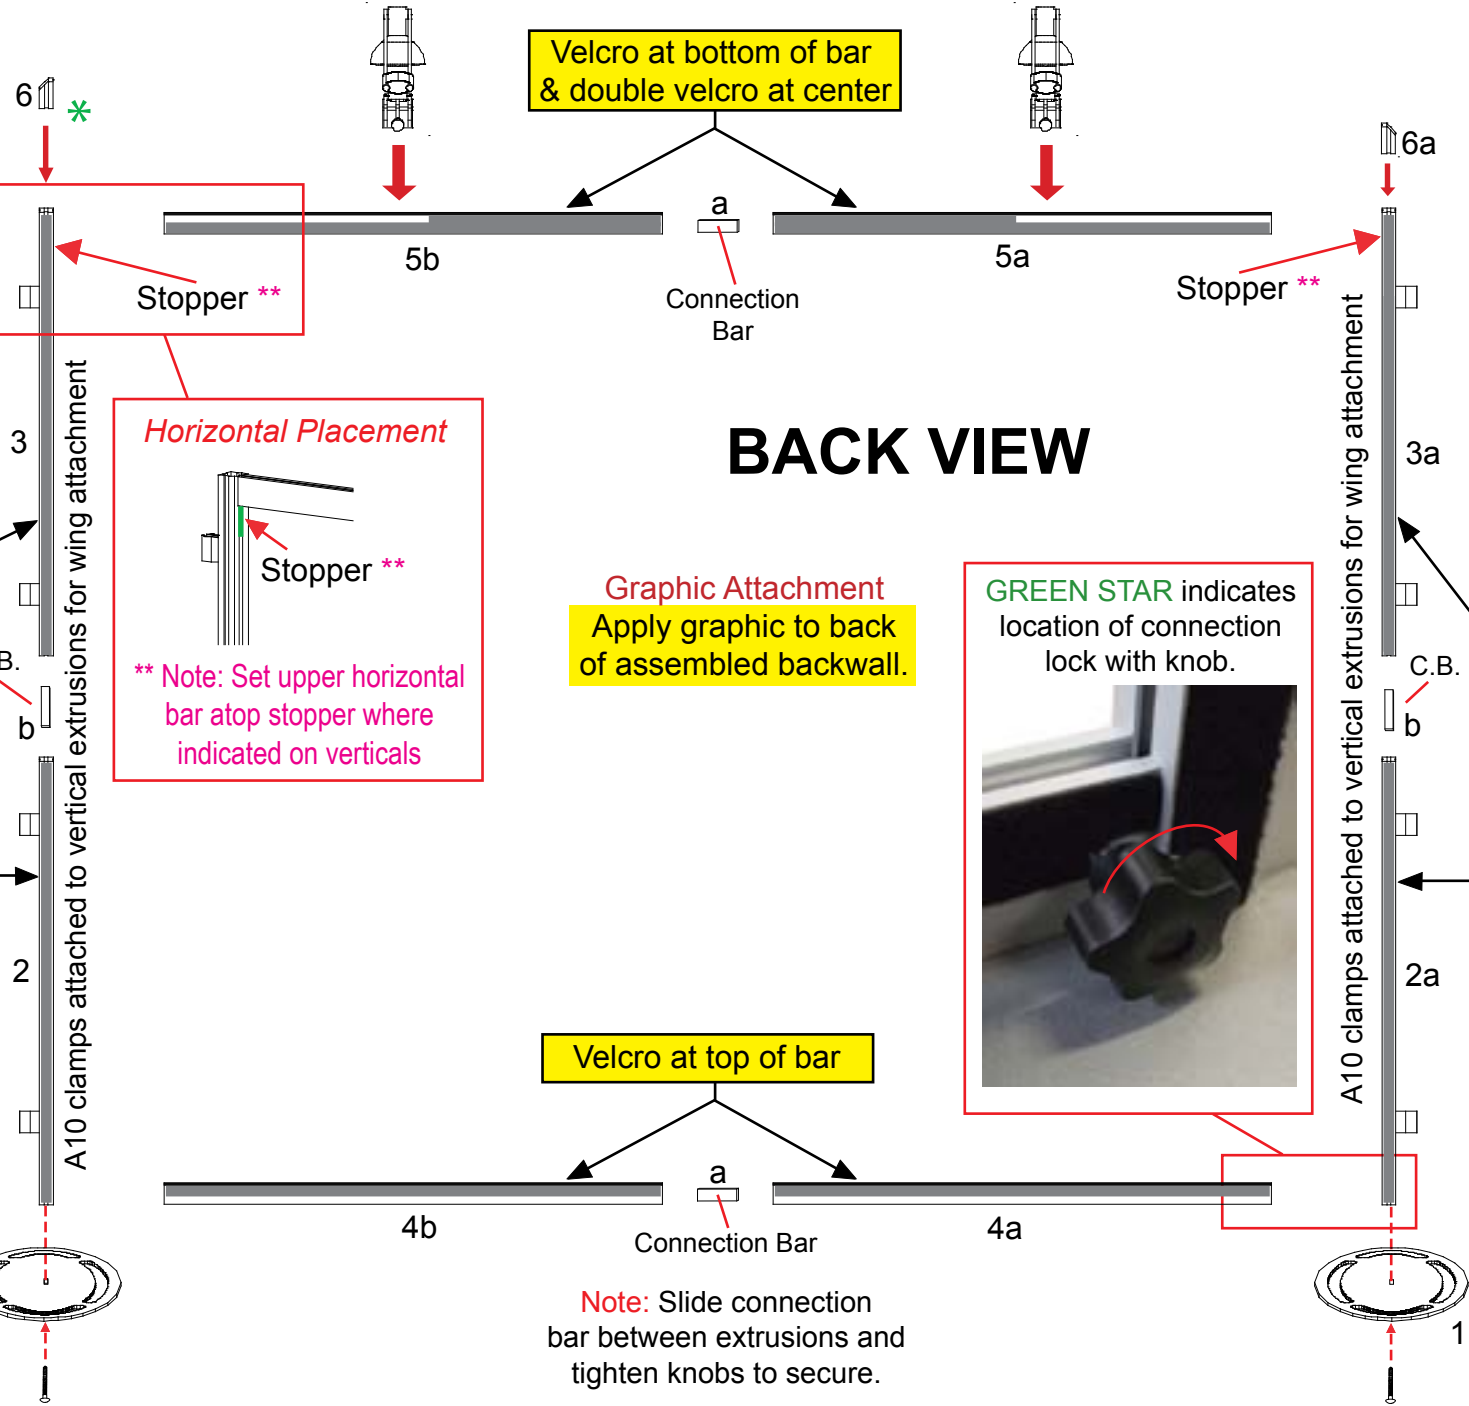 Velcro at bottom of bar
& double velcro at center
6
*
6a
a
5b
5a
Connection
Bar
Stopper **
Stopper **
A10 clamps attached to vertical extrusions for wing attachment
A10 clamps attached to vertical extrusions for wing attachment
3
3a
Horizontal Placement
Stopper **
** Note: Set upper horizontal
bar atop stopper where
indicated on verticals
BACK VIEW
Graphic Attachment
Apply graphic to back
of assembled backwall.
GREEN STAR indicates
location of connection
lock with knob.
B.
b
C.B.
b
2
2a
Velcro at top of bar
a
4b
4a
Connection Bar
Note: Slide connection
bar between extrusions and
tighten knobs to secure.
1